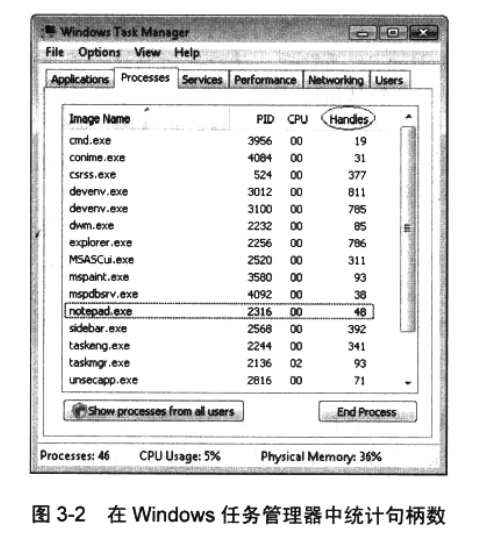 Windows Task Manager
File Options View Help
Applications Processes Services Performance Networking Users
Image Name PID CPU Handles
cmd.exe 3956 00 19
conime.exe 4084 00 31
csrss.exe 524 00 377
devenv.exe 3012 00 811
devenv.exe 3100 00 785
dwm.exe 2232 00 85
explorer.exe 2256 00 786
MSASCui.exe 2520 00 311
mspaint.exe 3580 00 93
mspdbsrv.exe 4092 00 38
notepad.exe 2316 00 48
sidebar.exe 2568 00 392
taskeng.exe 2244 00 341
taskmgr.exe 2136 02 93
unsecapp.exe 2816 00 71
Show processes from all users End Process
Processes: 46 CPU Usage: 5% Physical Memory: 36%
图 3-2 在 Windows 任务管理器中统计句柄数